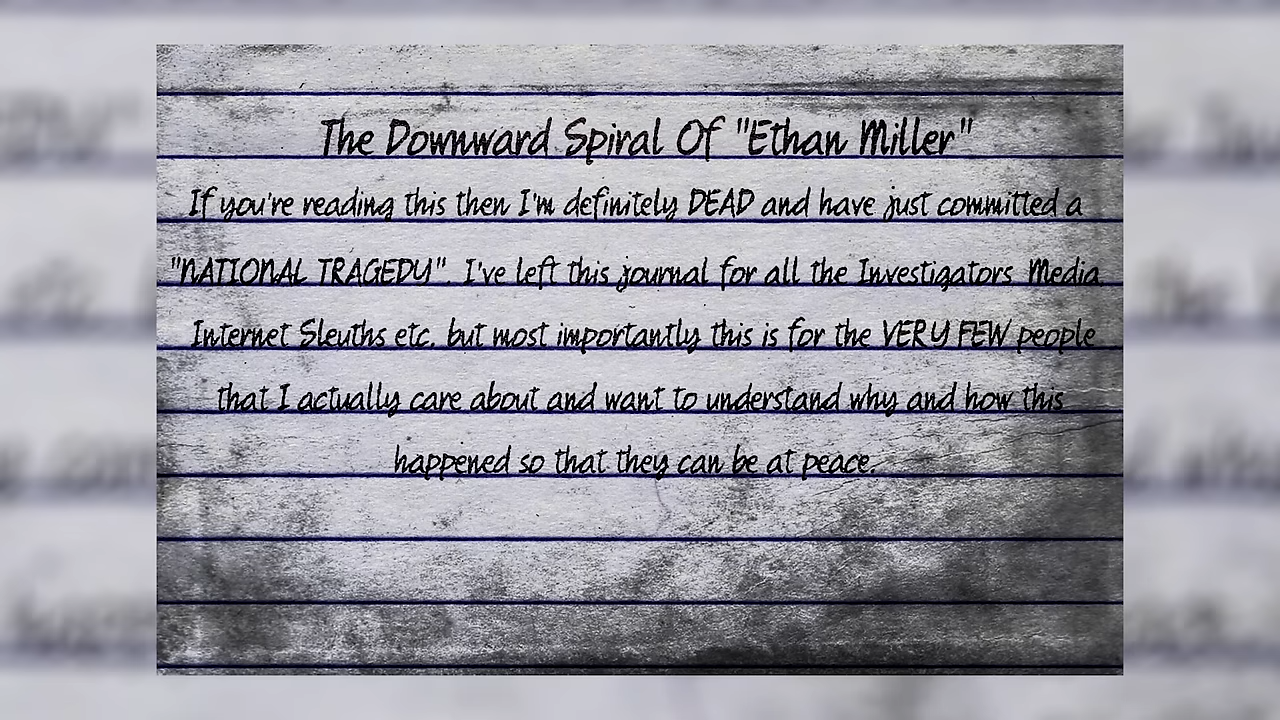 The Downward Spiral Of "Ethan Miller"
If you're reading this then I'm definitely DEAD and have just committed a
"NATIONAL TRAGEDY". I've left this journal for all the Investigators, Media,
Internet Sleuths etc. but most importantly this is for the VERY FEW people
that I actually care about and want to understand why and how this
happened so that they can be at peace.